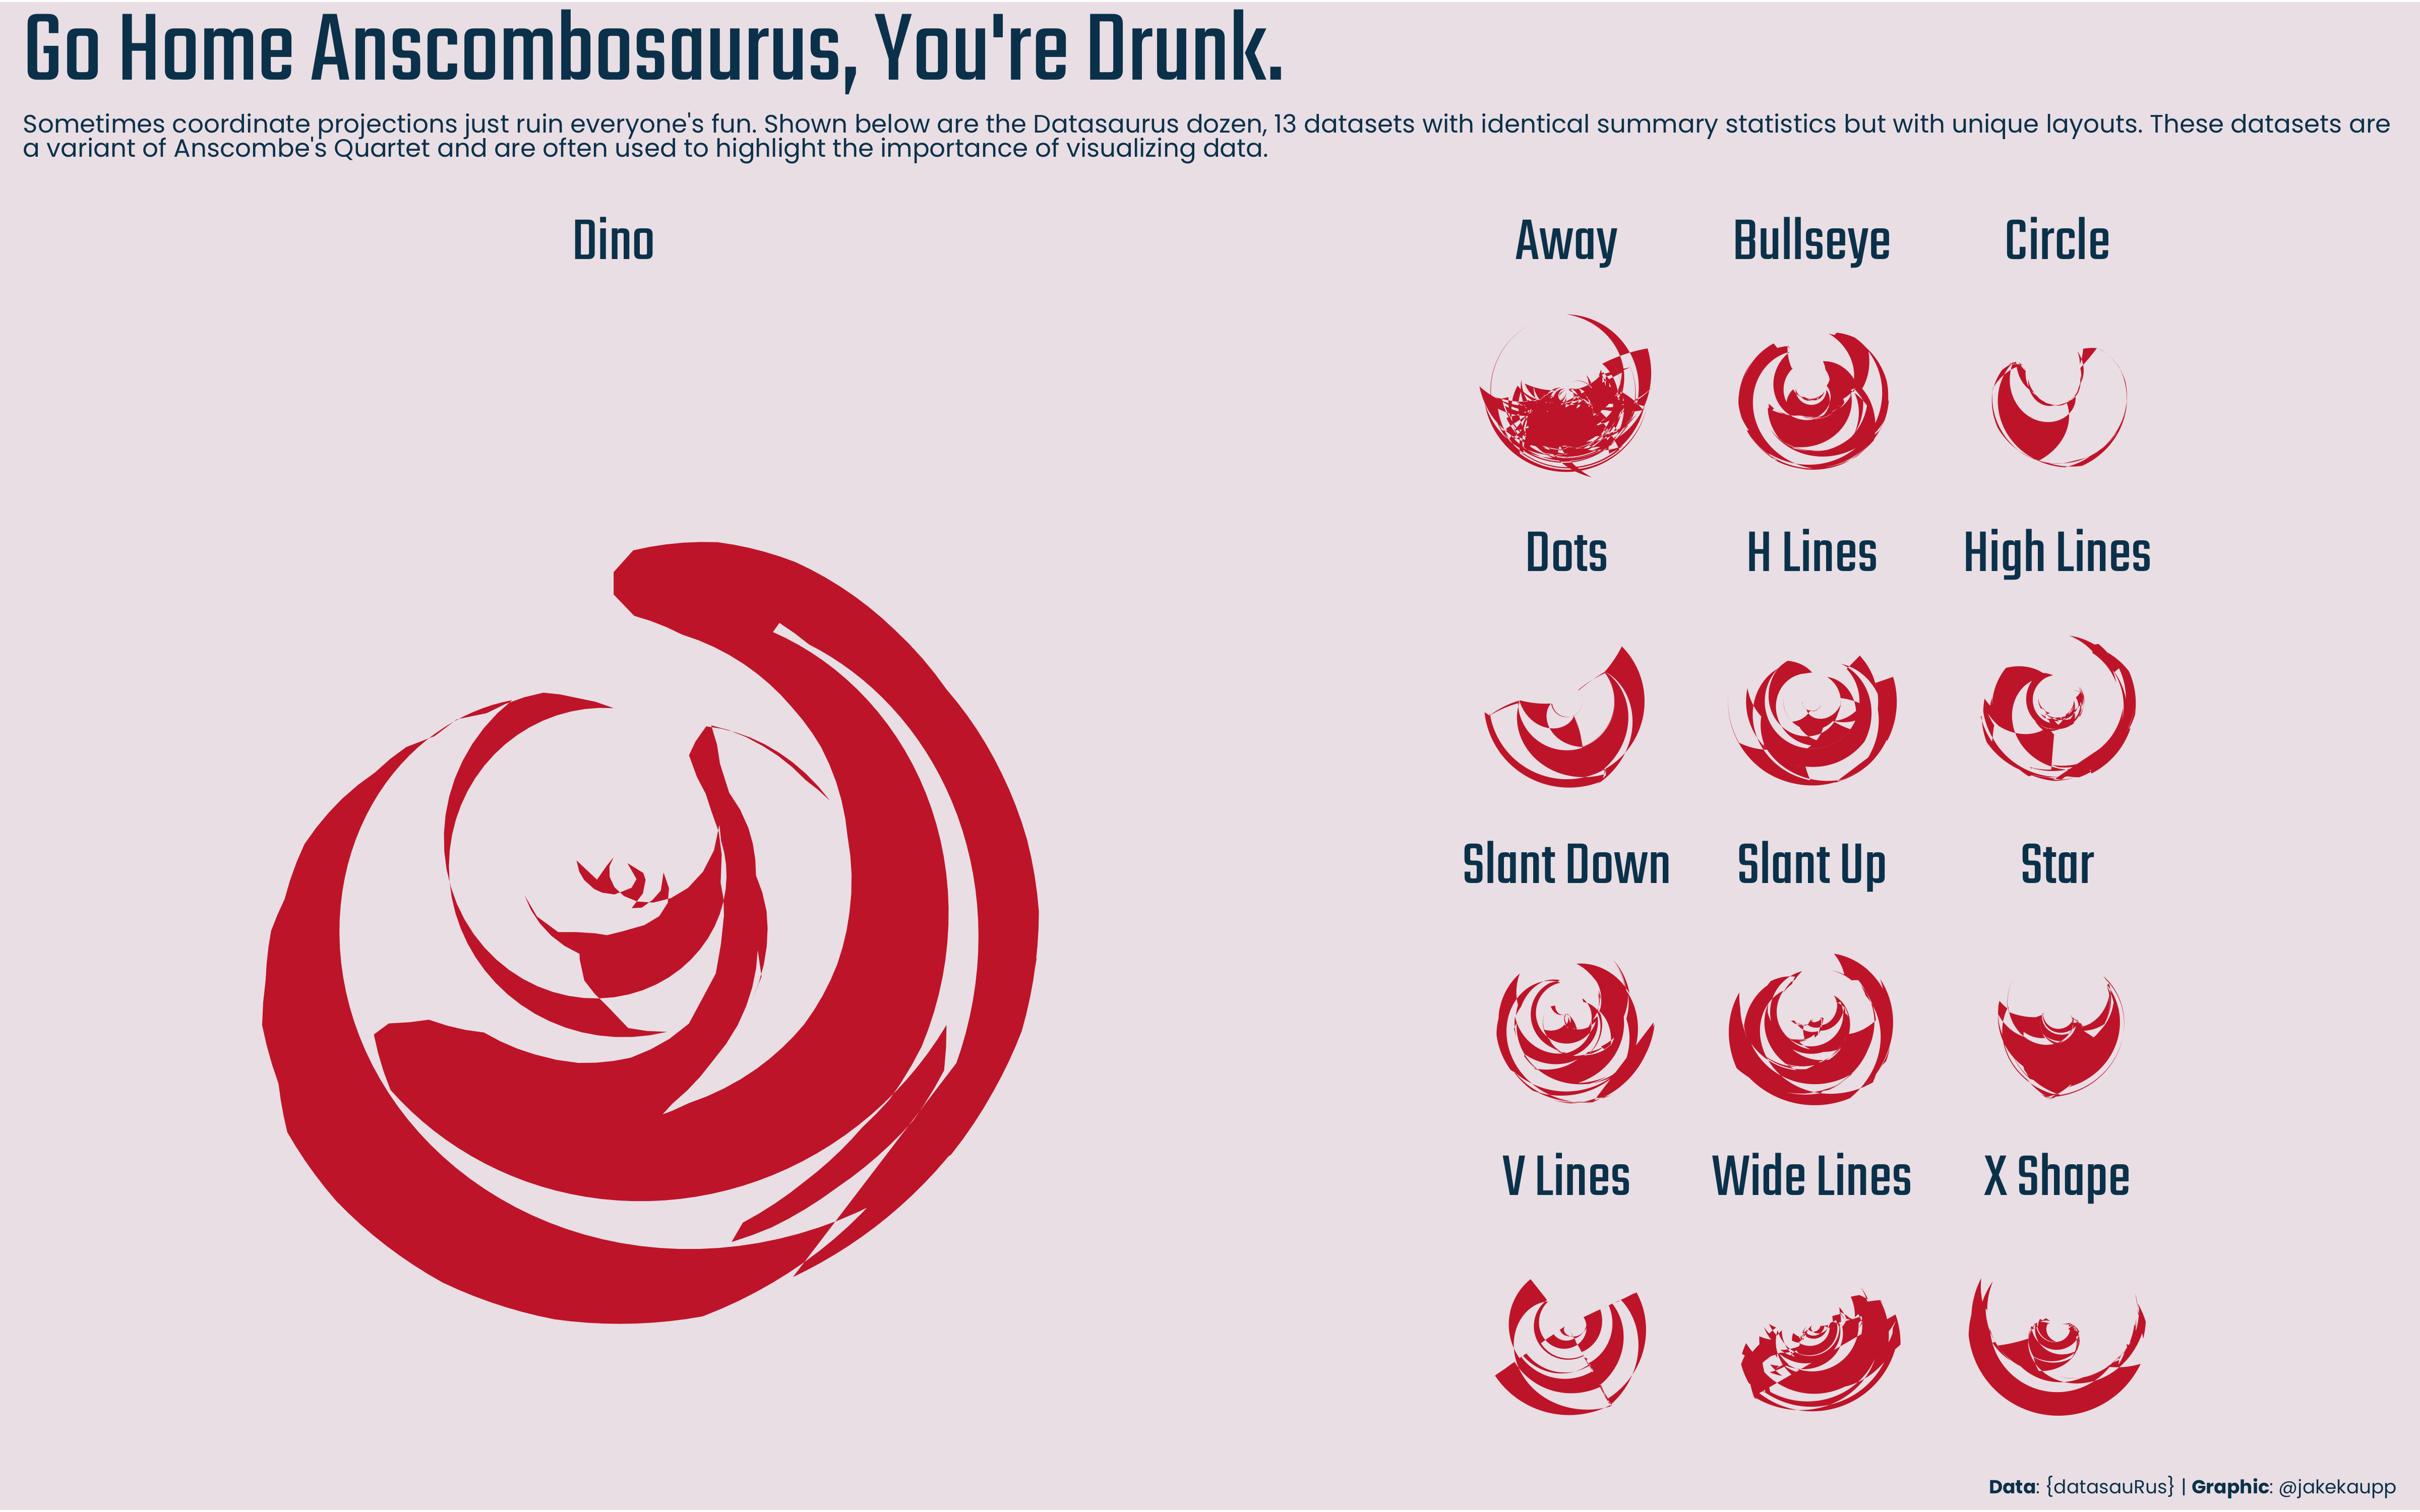 Go Home Anscombosaurus, You're Drunk.
Sometimes coordinate projections just ruin everyone's fun. Shown below are the Datasaurus dozen, 13 datasets with identical summary statistics but with unique layouts. These datasets are
a variant of Anscombe's Quartet and are often used to highlight the importance of visualizing data.
Dino
Away
Bullseye
Circle
Dots
H Lines
High Lines
Slant Down
Slant Up
Star
V Lines
Wide Lines
X Shape
Data: {datasauRus} | Graphic: @jakekaupp